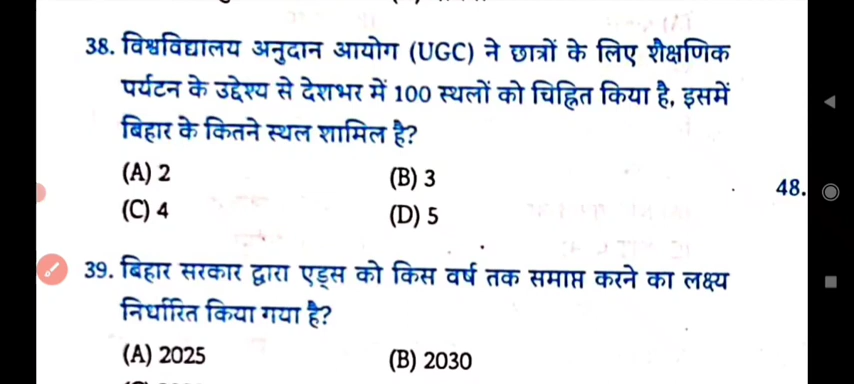 38. विश्वविद्यालय अनुदान आयोग (UGC) ने छात्रों के लिए शैक्षणिक
पर्यटन के उद्देश्य से देशभर में 100 स्थलों को चिह्नित किया है, इसमें
बिहार के कितने स्थल शामिल है?
(A) 2 (B) 3
(C) 4 (D) 5
48.
39. बिहार सरकार द्वारा एड्स को किस वर्ष तक समाप्त करने का लक्ष्य
निर्धारित किया गया है?
(A) 2025 (B) 2030